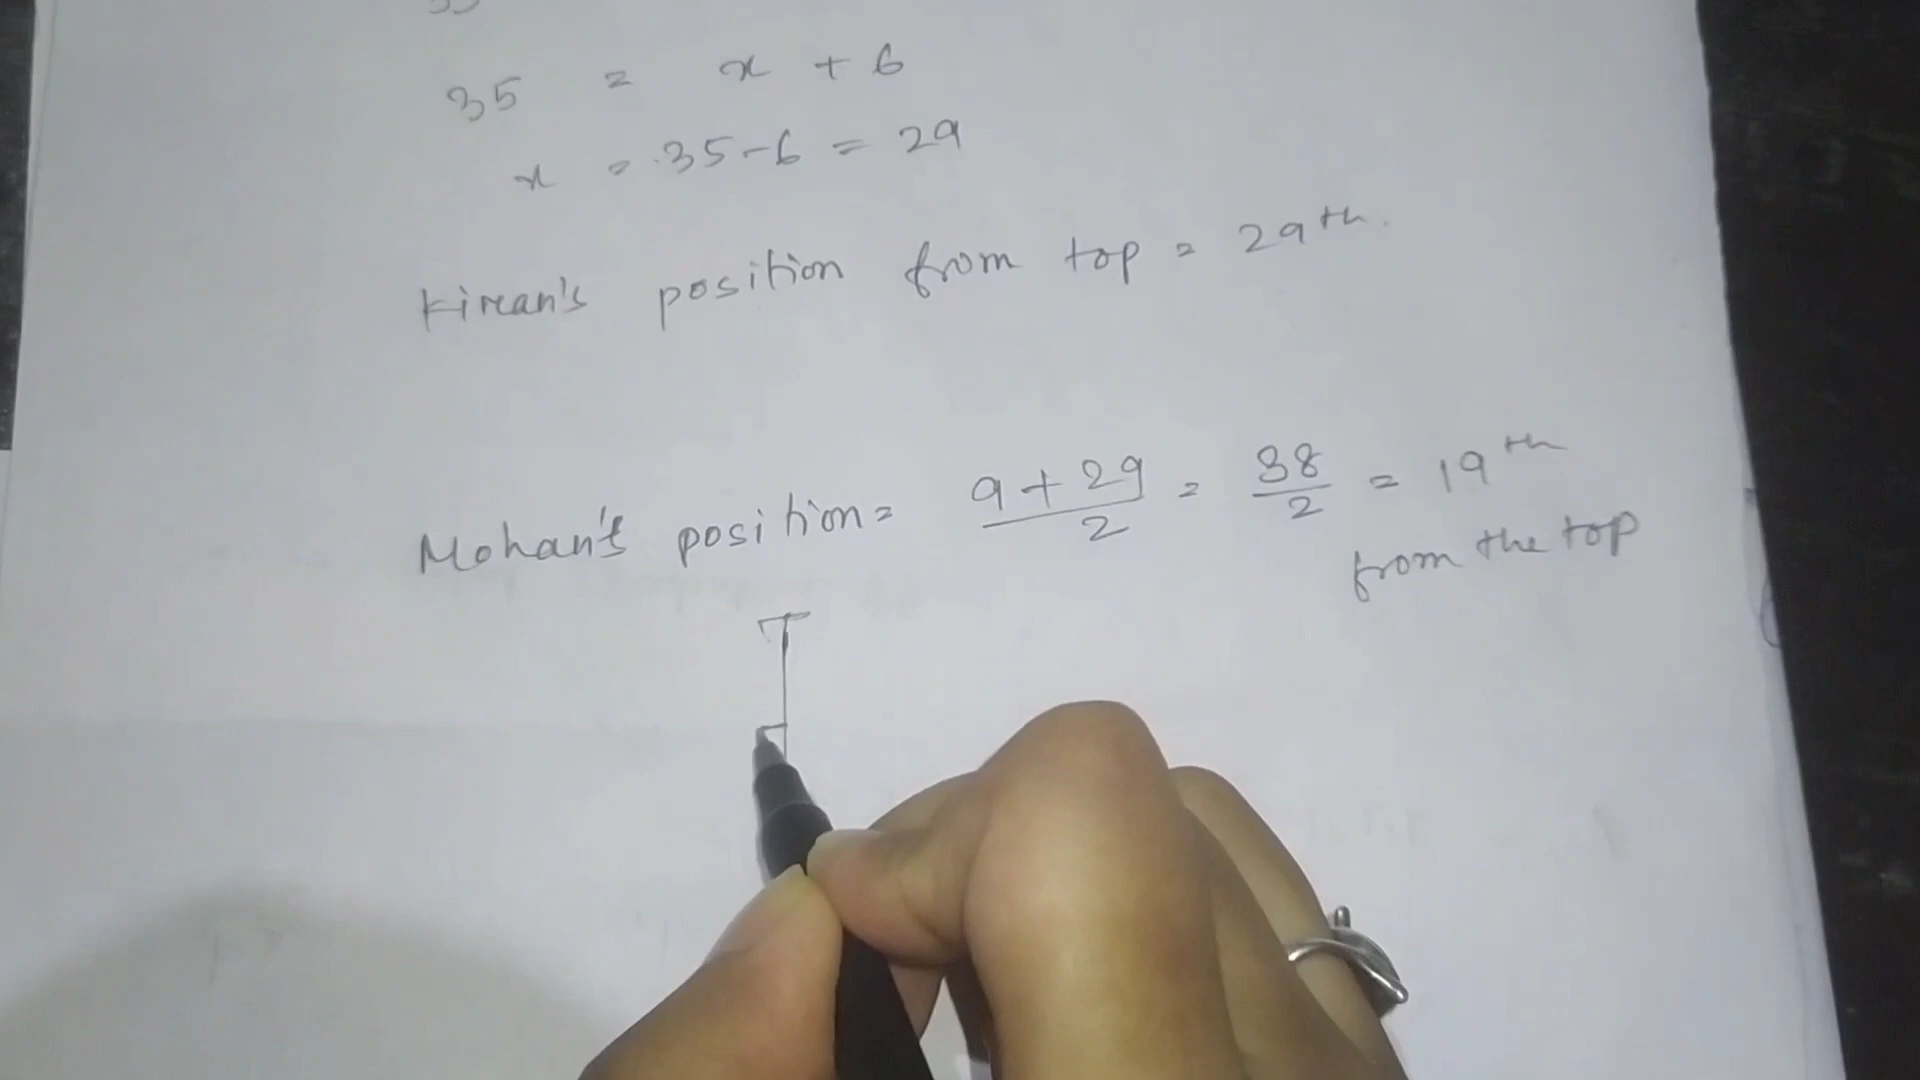 35 = x + 6
x = 35 - 6 = 29
Kiran's position from top = 29th.
Mohan's position = 9 + 29 / 2 = 38 / 2 = 19th
from the top